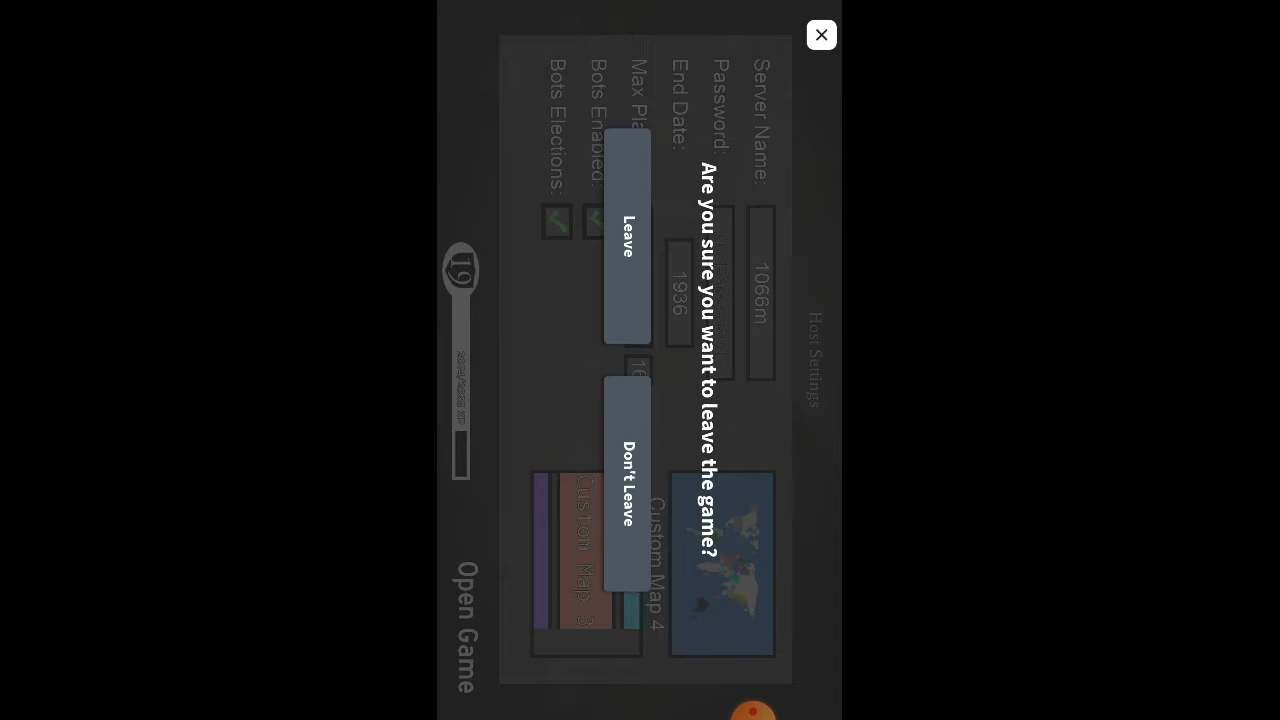 Host Settings
Server Name:
1066m
Password:
Are you sure you want to leave the game?
End Date:
1936
Max Pla
16
Leave
Don't Leave
Custom Map 4
Bots Enabled:
Custom Map 3
Bots Elections:
19
Open Game